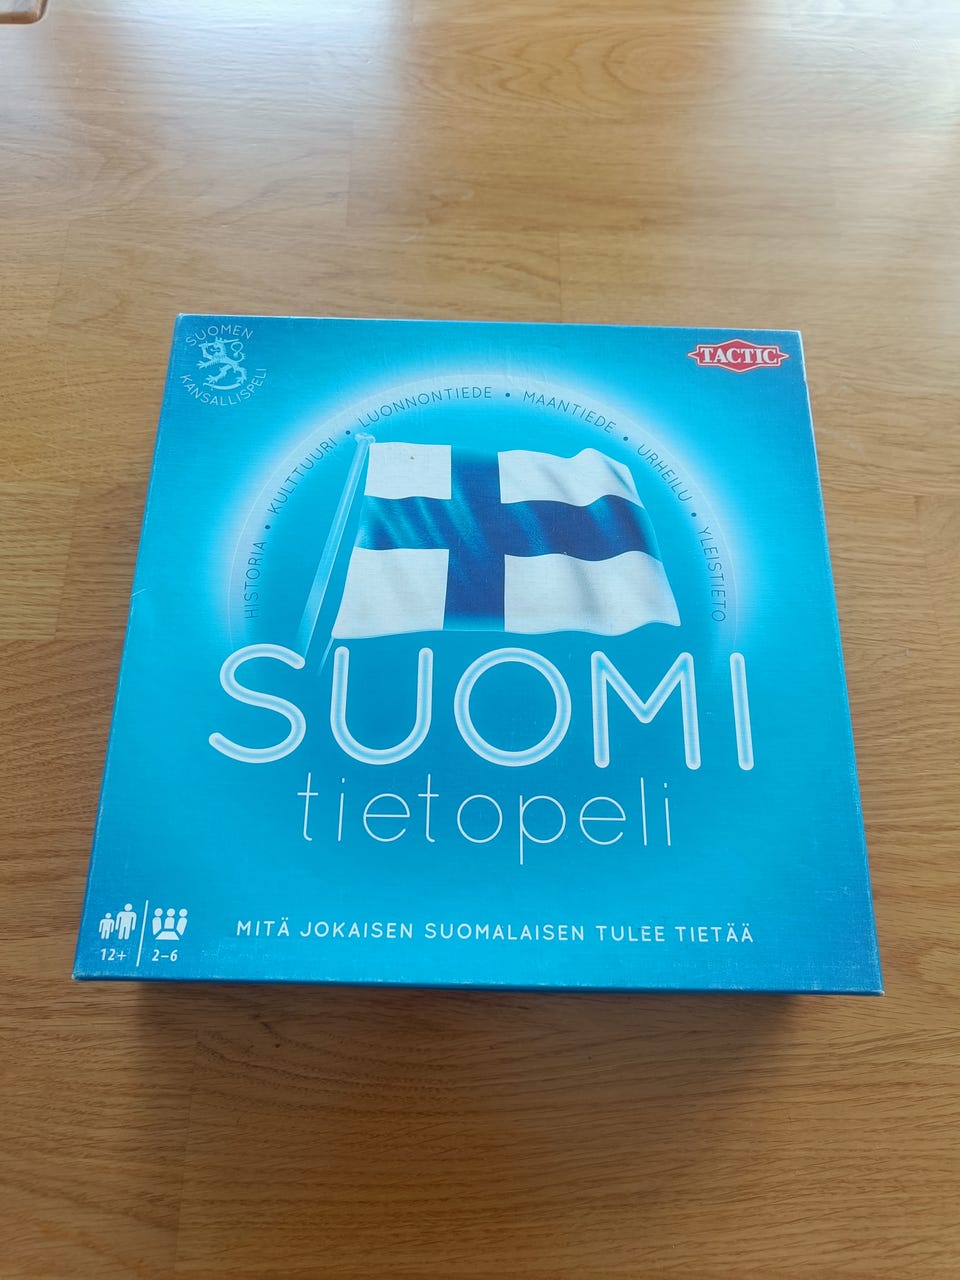 SUOMEN
KANSALLISPELI
TACTIC
HISTORIA • KULTTUURI • LUONNONTIEDE • MAANTIEDE • URHEILU • YLEISTIETO
SUOMI
tietopeli
MITÄ JOKAISEN SUOMALAISEN TULEE TIETÄÄ
12+ 2–6